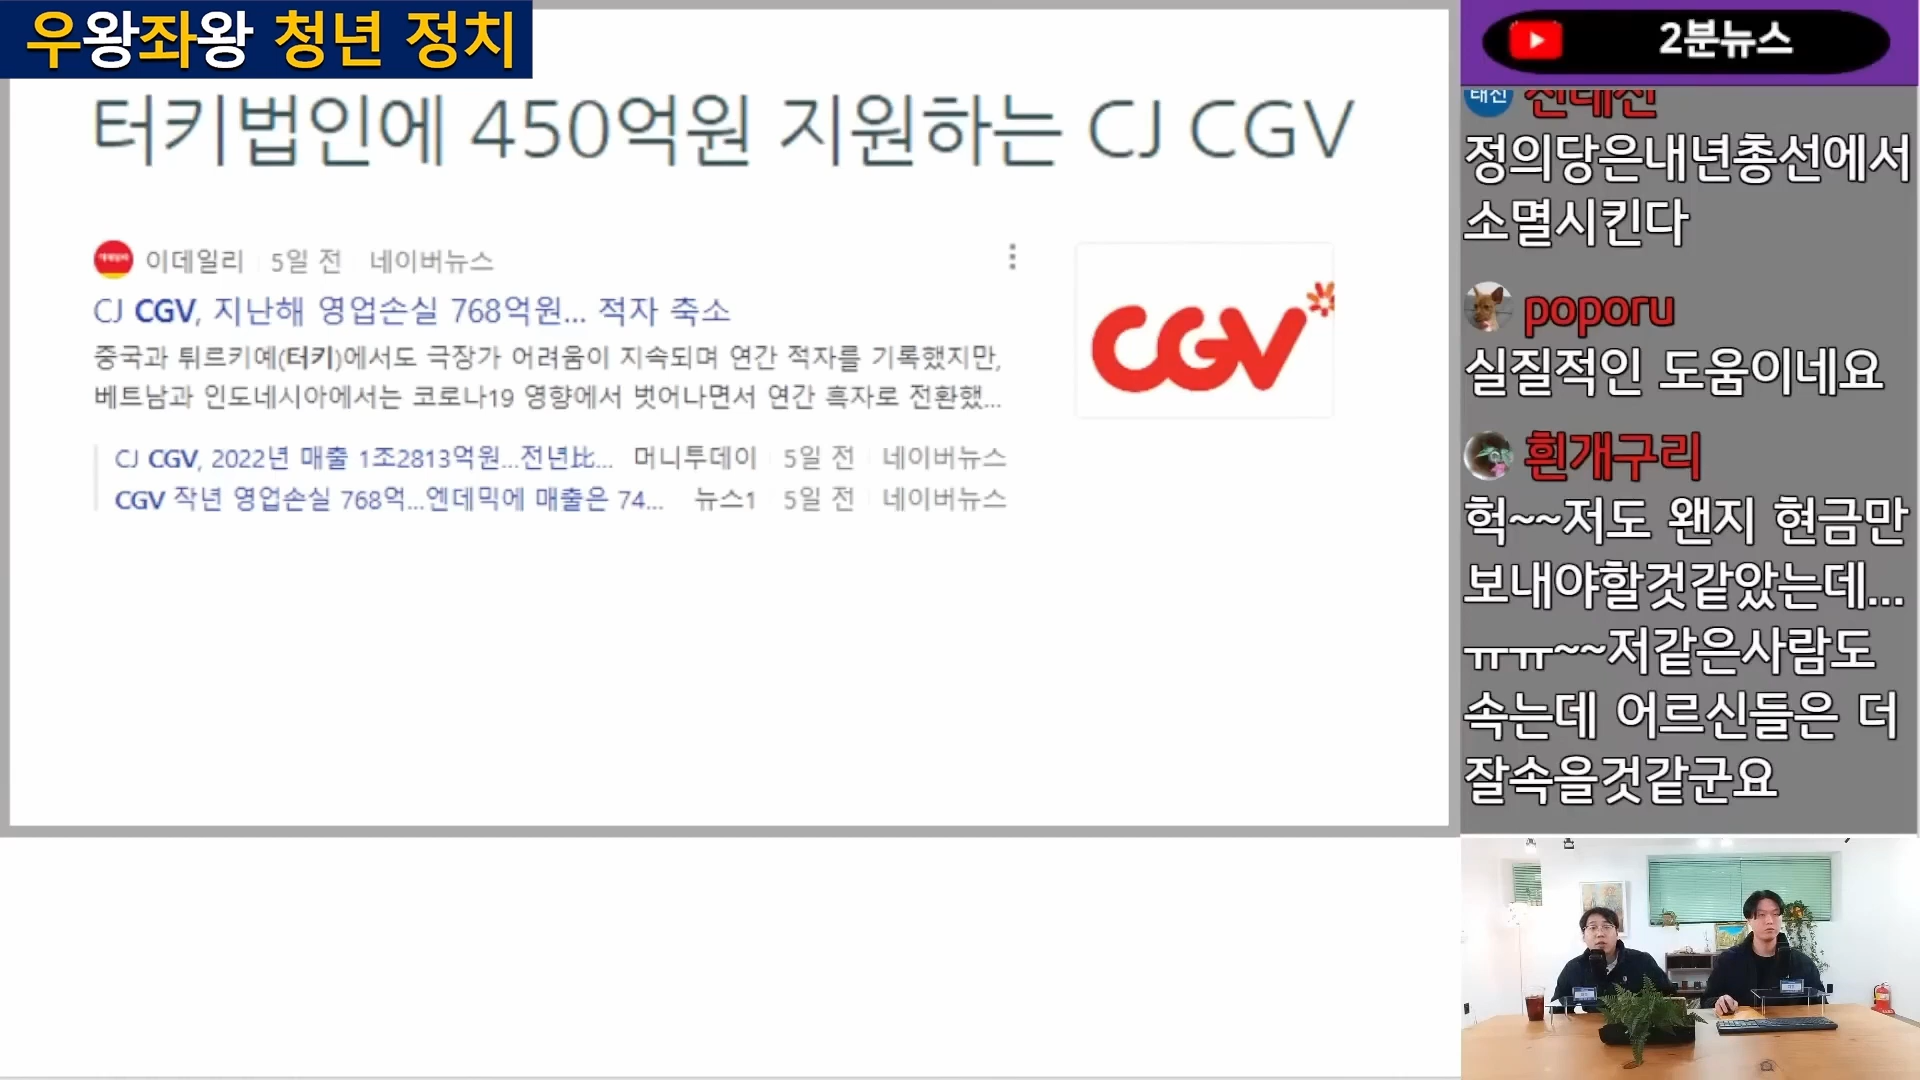 우왕좌왕 청년 정치
터키법인에 450억원 지원하는 CJ CGV
이데일리 5일 전 네이버뉴스
CJ CGV, 지난해 영업손실 768억원... 적자 축소
중국과 튀르키예(터키)에서도 극장가 어려움이 지속되며 연간 적자를 기록했지만,
베트남과 인도네시아에서는 코로나19 영향에서 벗어나면서 연간 흑자로 전환했...
CJ CGV, 2022년 매출 1조2813억원...전년比... 머니투데이 5일 전 네이버뉴스
CGV 작년 영업손실 768억...엔데믹에 매출은 74... 뉴스1 5일 전 네이버뉴스
CGV
2분뉴스
태진
정의당은내년총선에서
소멸시킨다
poporu
실질적인 도움이네요
흰개구리
헉~~저도 왠지 현금만
보내야할것같았는데...
ㅠㅠ~~저같은사람도
속는데 어르신들은 더
잘속을것같군요